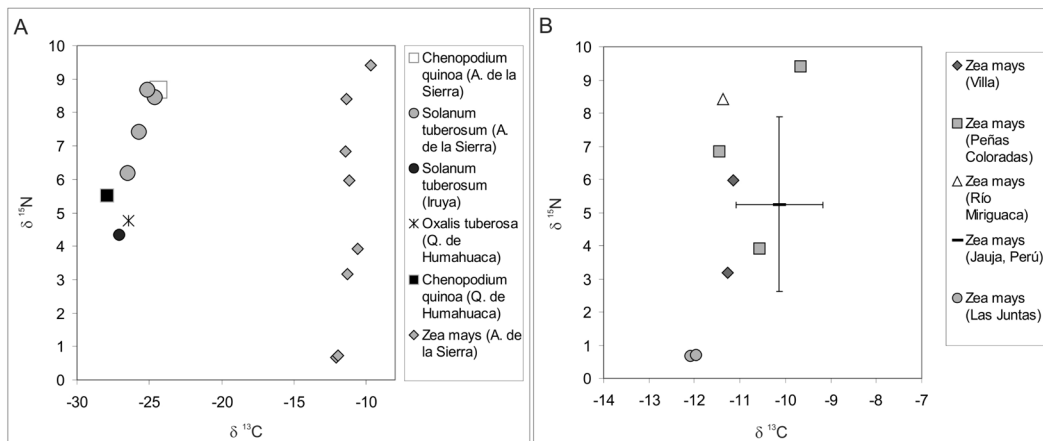 A
10
9
8
7
6
5
4
3
2
1
0
δ 15N
-30
-25
-20
-15
-10
δ 13C
Chenopodium
quinoa (A. de la
Sierra)
Solanum
tuberosum (A.
de la Sierra)
Solanum
tuberosum
(Iruya)
Oxalis tuberosa
(Q. de
Humahuaca)
Chenopodium
quinoa (Q. de
Humahuaca)
Zea mays (A. de
la Sierra)
B
10
9
8
7
6
5
4
3
2
1
0
δ 15N
-14
-13
-12
-11
-10
-9
-8
-7
δ 13C
Zea mays
(Villa)
Zea mays
(Peñas
Coloradas)
Zea mays
(Río
Miriguaca)
Zea mays
(Jauja, Perú)
Zea mays
(Las Juntas)